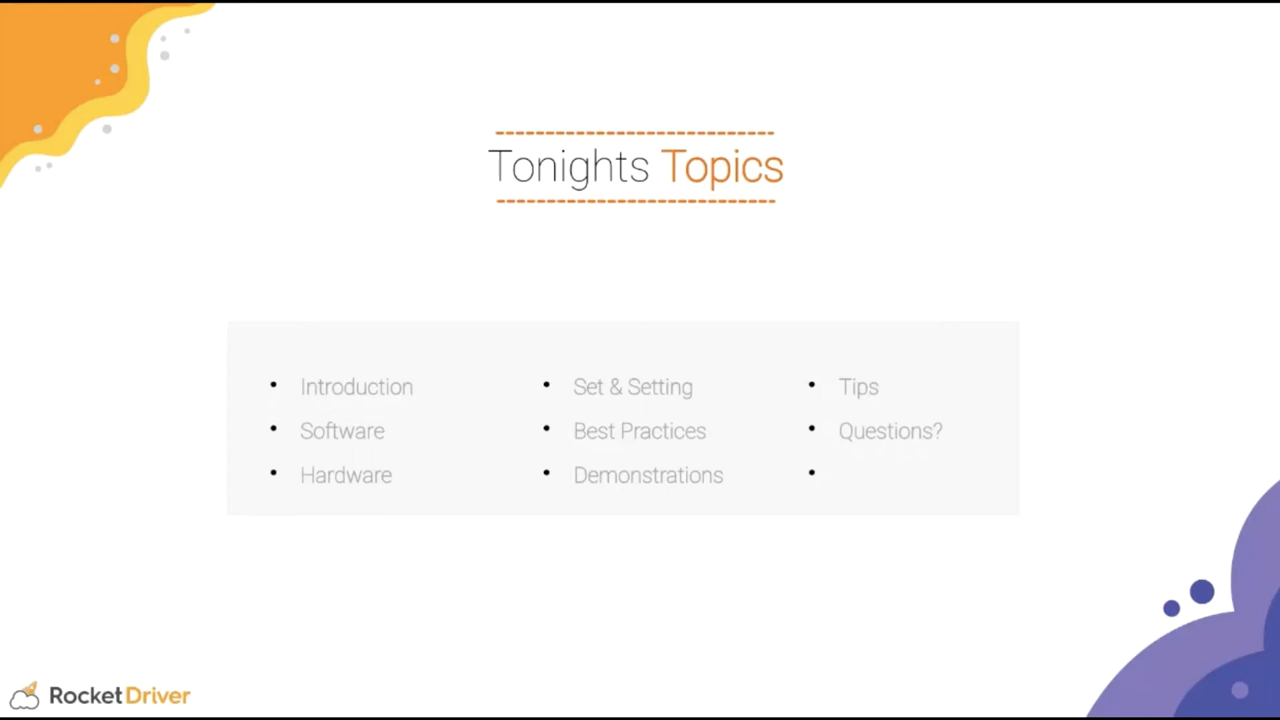 Tonights Topics
• Introduction
• Software
• Hardware
• Set & Setting
• Best Practices
• Demonstrations
• Tips
• Questions?
•
RocketDriver